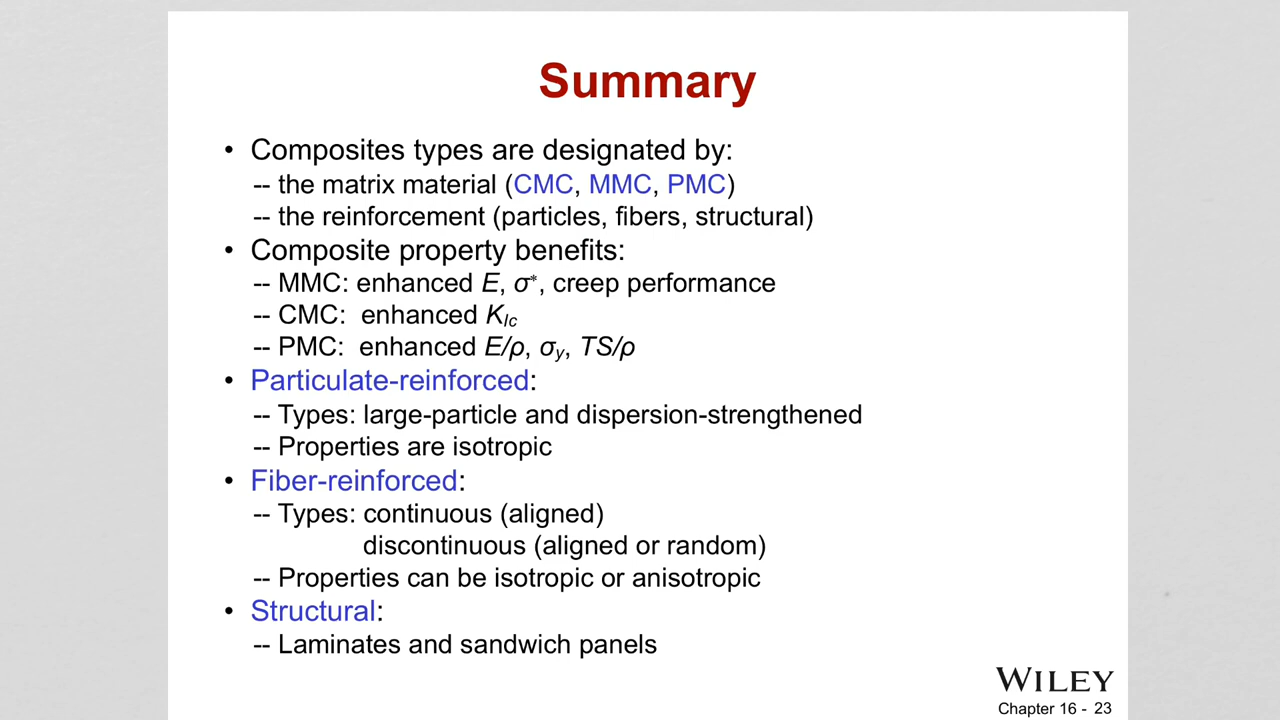 Summary
• Composites types are designated by:
-- the matrix material (CMC, MMC, PMC)
-- the reinforcement (particles, fibers, structural)
• Composite property benefits:
-- MMC: enhanced E, σ*, creep performance
-- CMC: enhanced KIc
-- PMC: enhanced E/ρ, σy, TS/ρ
• Particulate-reinforced:
-- Types: large-particle and dispersion-strengthened
-- Properties are isotropic
• Fiber-reinforced:
-- Types: continuous (aligned)
discontinuous (aligned or random)
-- Properties can be isotropic or anisotropic
• Structural:
-- Laminates and sandwich panels
WILEY
Chapter 16 - 23